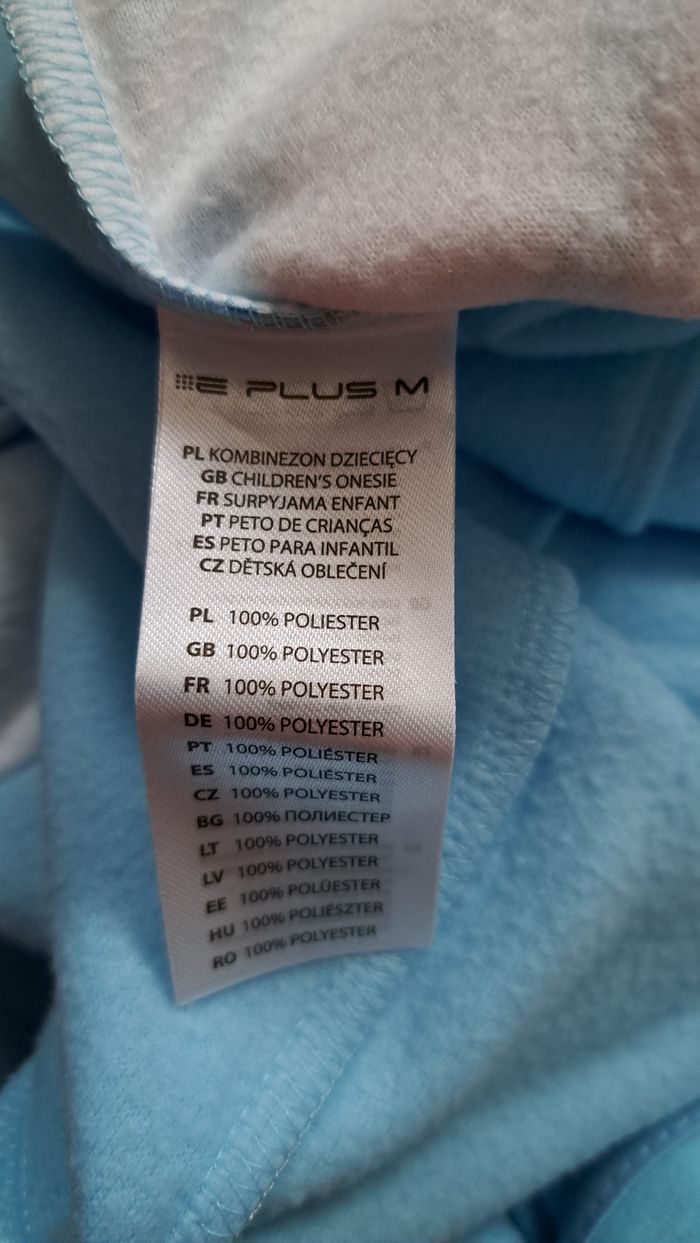 E PLUS M
PL KOMBINEZON DZIECIĘCY
GB CHILDREN'S ONESIE
FR SURPYJAMA ENFANT
PT PETO DE CRIANÇAS
ES PETO PARA INFANTIL
CZ DĚTSKÁ OBLEČENÍ
PL 100% POLIESTER
GB 100% POLYESTER
FR 100% POLYESTER
DE 100% POLYESTER
PT 100% POLIÉSTER
ES 100% POLIÉSTER
CZ 100% POLYESTER
BG 100% ПОЛИЕСТЕР
LT 100% POLYESTER
LV 100% POLYESTER
EE 100% POLÜESTER
HU 100% POLIÉSZTER
RO 100% POLYESTER